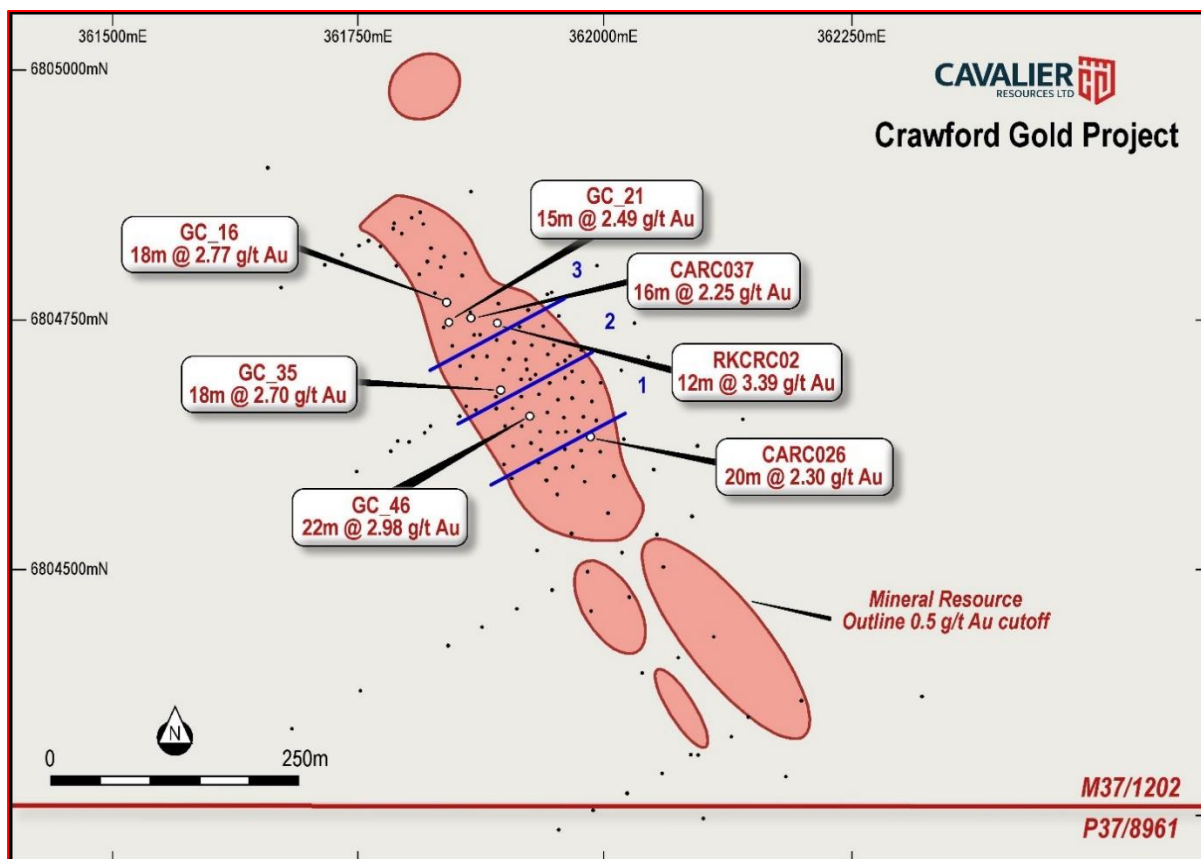 361500mE
361750mE
362000mE
362250mE
6805000mN
CAVALIER
RESOURCES LTD
Crawford Gold Project
GC_21
15m @ 2.49 g/t Au
GC_16
18m @ 2.77 g/t Au
3
CARC037
16m @ 2.25 g/t Au
6804750mN
2
RKCRC02
12m @ 3.39 g/t Au
GC_35
18m @ 2.70 g/t Au
1
CARC026
20m @ 2.30 g/t Au
GC_46
22m @ 2.98 g/t Au
6804500mN
Mineral Resource
Outline 0.5 g/t Au cutoff
N
0
250m
M37/1202
P37/8961